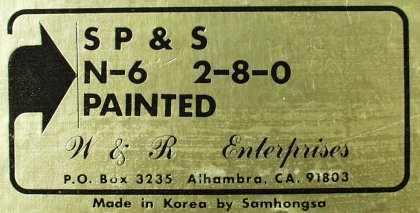 S P & S
N-6 2-8-0
PAINTED
W & R Enterprises
P.O. Box 3235 Alhambra, CA. 91803
Made in Korea by Samhongsa